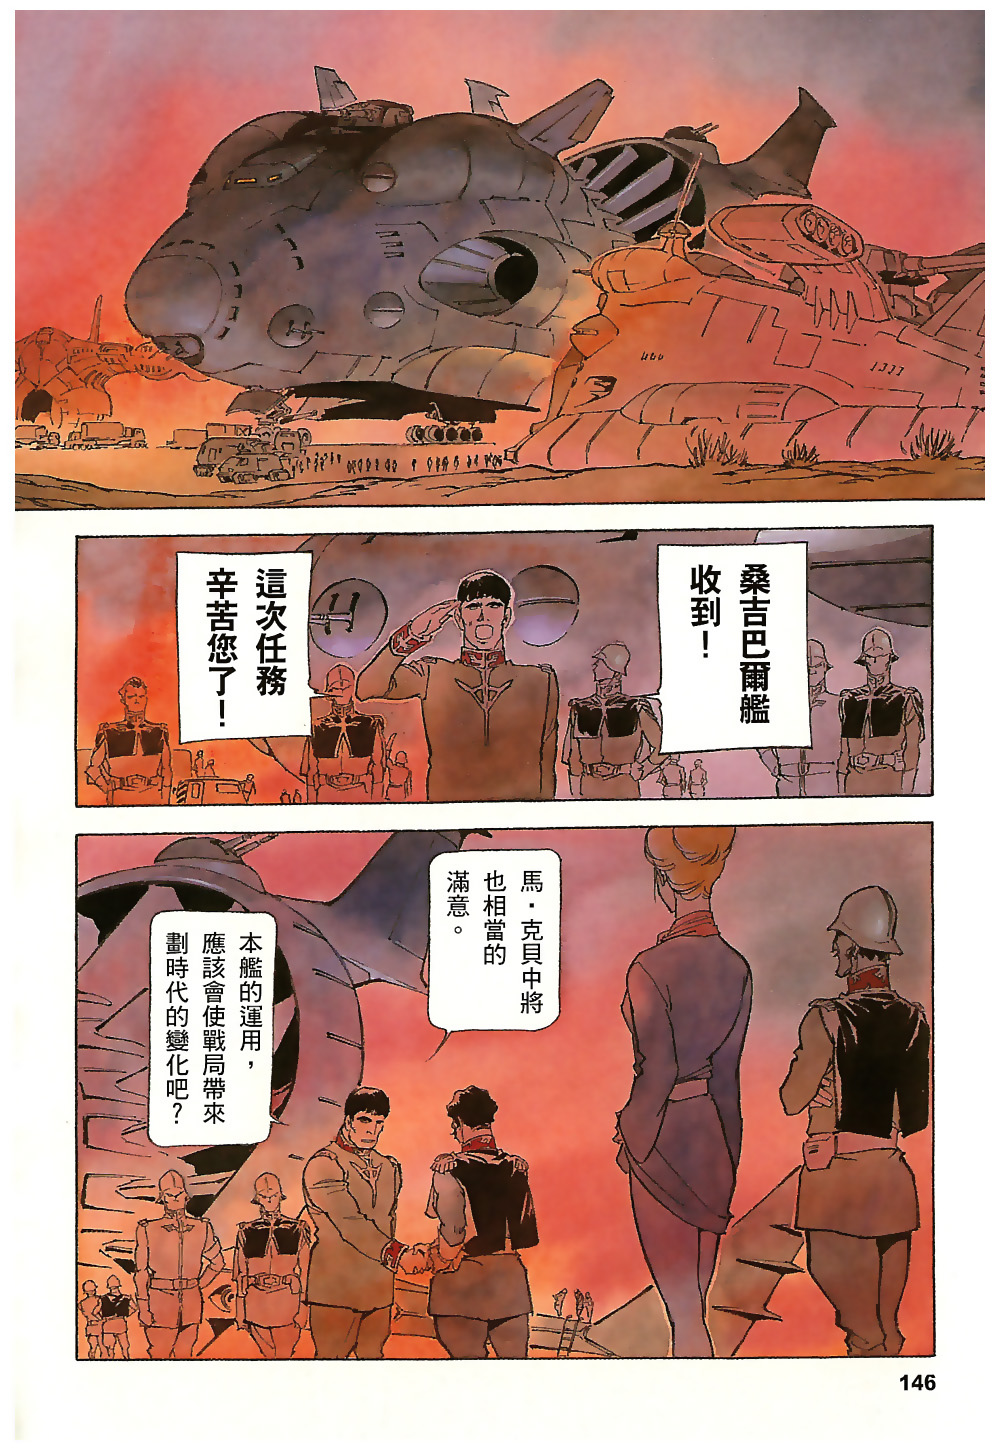 桑吉巴爾艦
收到！
這次任務
辛苦您了！
馬・克貝中將
也相當的
滿意。
本艦的運用，
應該會使戰局帶來
劃時代的變化吧？
146